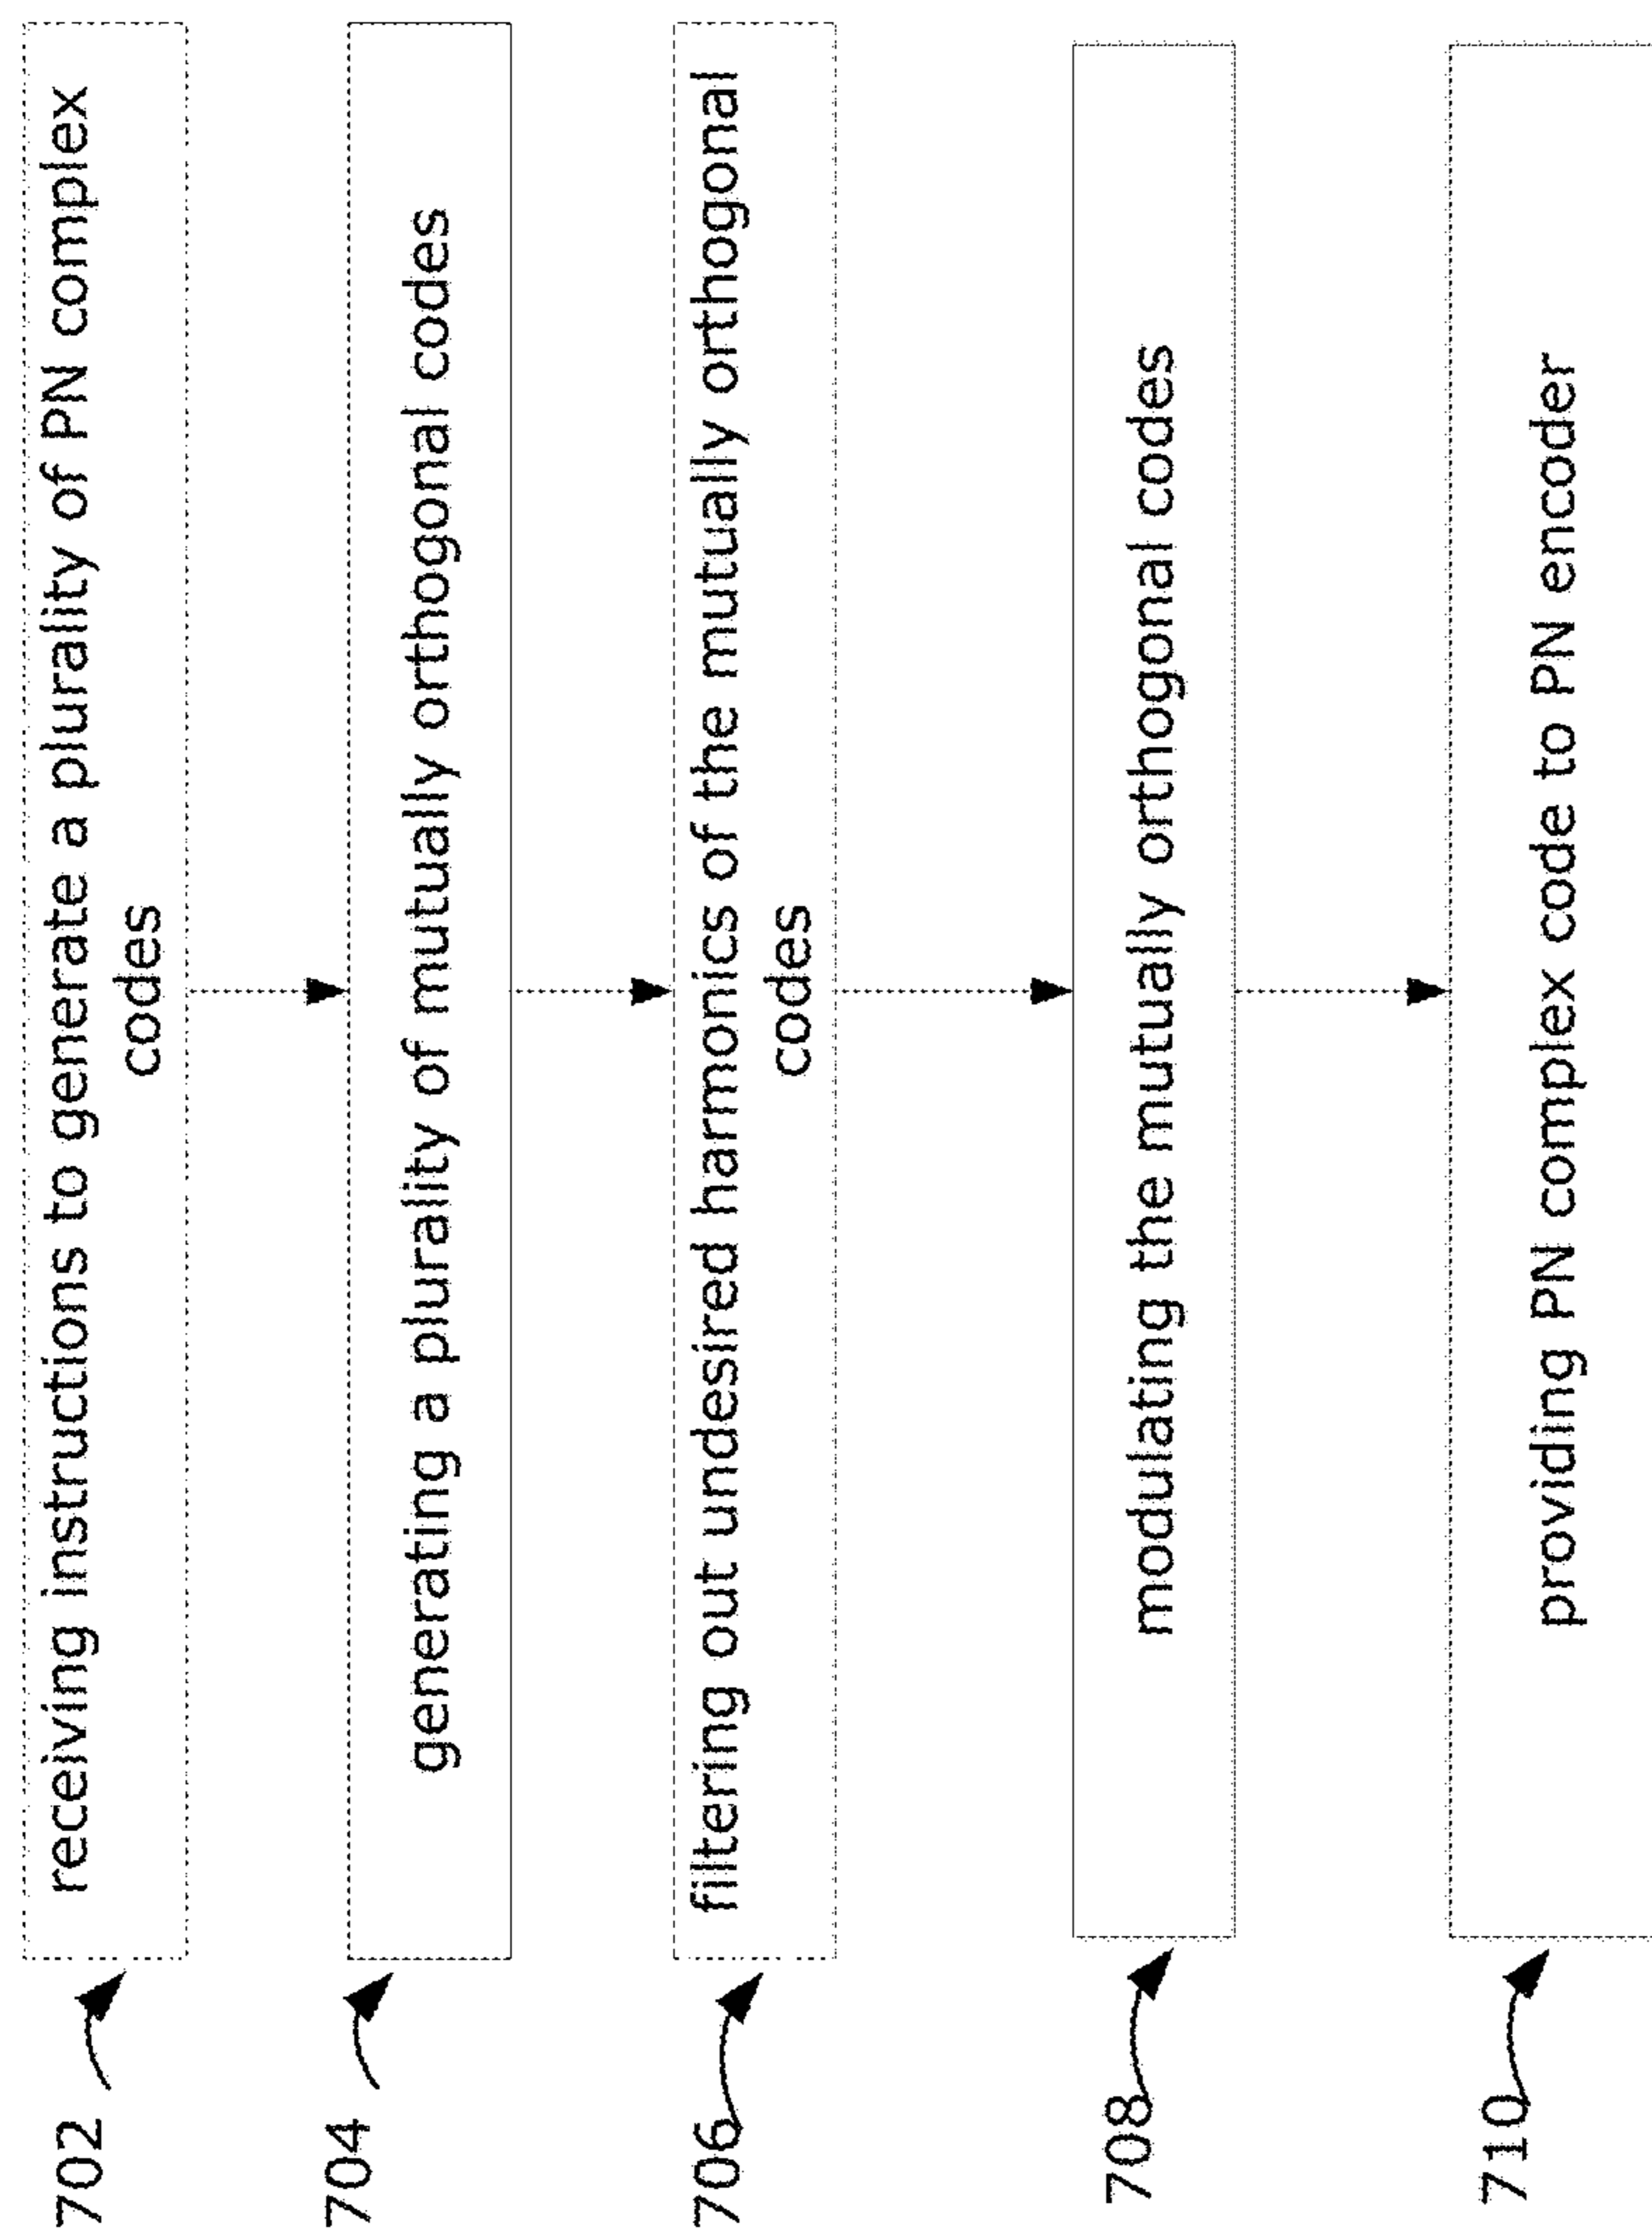 702
receiving instructions to generate a plurality of PN complex
codes
704
generating a plurality of mutually orthogonal codes
706
filtering out undesired harmonics of the mutually orthogonal
codes
708
modulating the mutually orthogonal codes
710
providing PN complex code to PN encoder